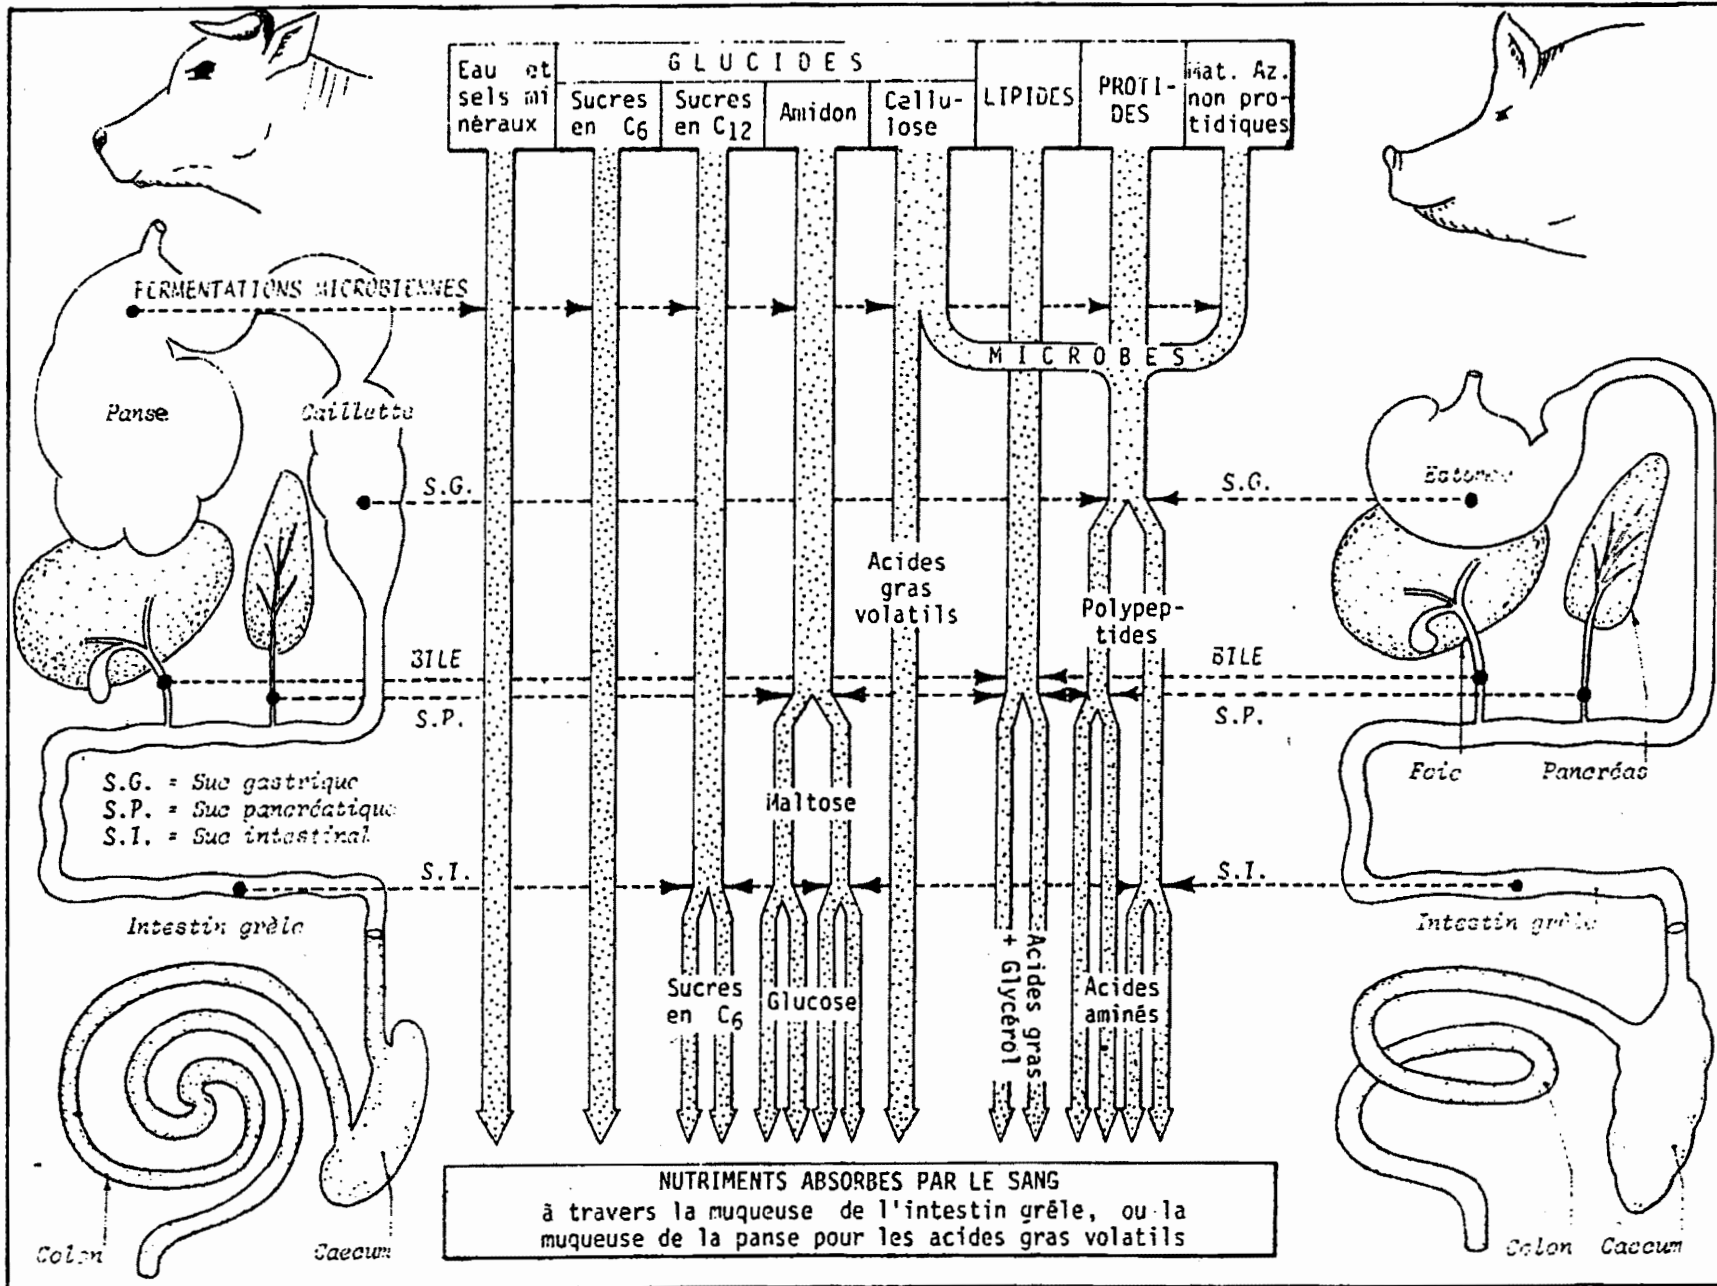 GLUCIDES
Eau et
sels mi
néraux
Sucres
en C6
Sucres
en C12
Amidon
Cellu-
lose
LIPIDES
PROTI-
DES
Mat. Az.
non pro-
tidiques
FERMENTATIONS MICROBIENNES
MICROBES
Panse
Caillette
S.G.
S.G.
Estomac
Acides
gras
volatils
Polypep-
tides
BILE
BILE
S.P.
S.P.
S.G. = Suc gastrique
S.P. = Suc pancréatique
S.I. = Suc intestinal
Foie
Pancréas
Maltose
S.I.
S.I.
Intestin grêle
Intestin grêle
Sucres
en C6
Glucose
+ Glycérol
Acides gras
Acides
aminés
NUTRIMENTS ABSORBES PAR LE SANG
à travers la muqueuse de l'intestin grêle, ou la
muqueuse de la panse pour les acides gras volatils
Colon
Caecum
Colon
Caecum